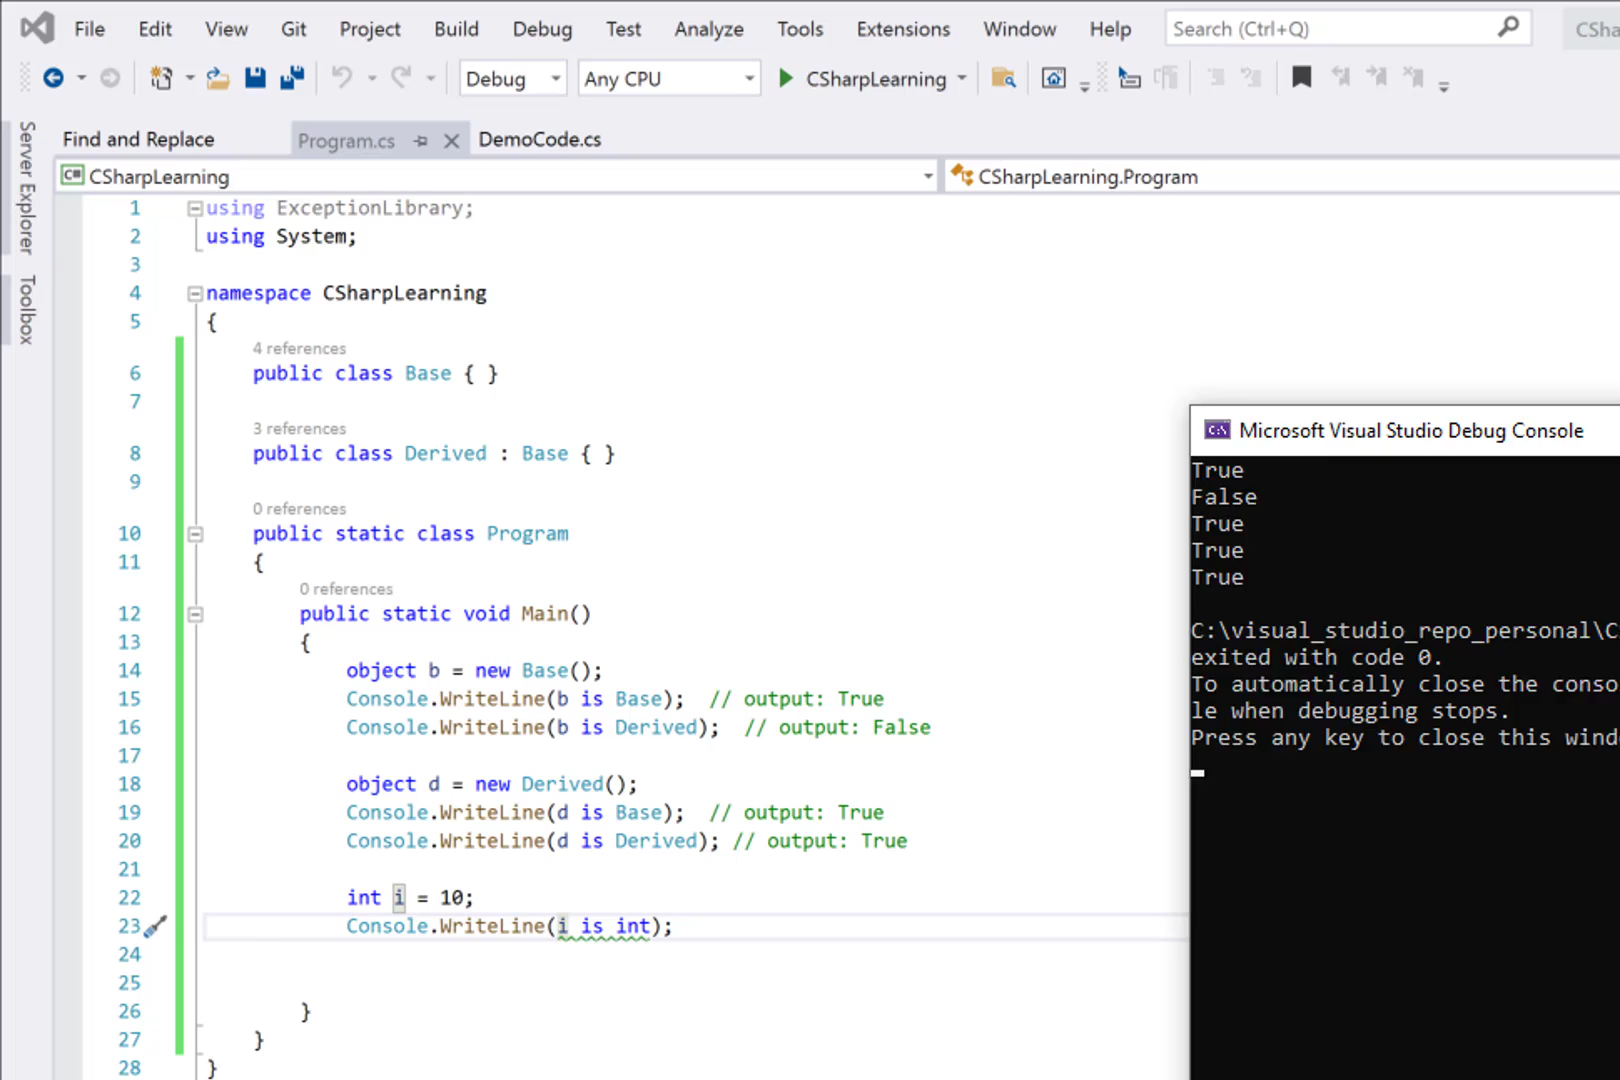 File Edit View Git Project Build Debug Test Analyze Tools Extensions Window Help Search (Ctrl+Q)
Debug Any CPU CSharpLearning
Server Explorer
Toolbox
Find and Replace Program.cs DemoCode.cs
C# CSharpLearning CSharpLearning.Program
1 using ExceptionLibrary;
2 using System;
3
4 namespace CSharpLearning
5 {
4 references
6 public class Base { }
7
3 references
8 public class Derived : Base { }
9
0 references
10 public static class Program
11 {
0 references
12 public static void Main()
13 {
14 object b = new Base();
15 Console.WriteLine(b is Base);  // output: True
16 Console.WriteLine(b is Derived);  // output: False
17
18 object d = new Derived();
19 Console.WriteLine(d is Base);  // output: True
20 Console.WriteLine(d is Derived); // output: True
21
22 int i = 10;
23 Console.WriteLine(i is int);
24
25
26 }
27 }
28 }
Microsoft Visual Studio Debug Console
True
False
True
True
True
C:\visual_studio_repo_personal\C
exited with code 0.
To automatically close the conso
le when debugging stops.
Press any key to close this wind